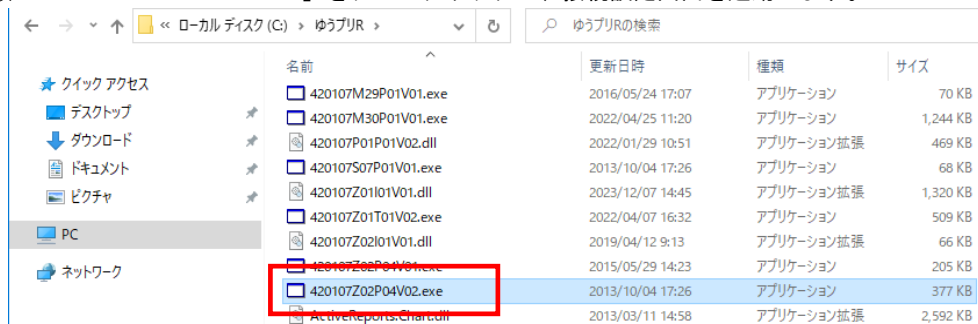 ← → ↑ « ローカル ディスク (C:) › ゆうプリR › ゆうプリRの検索
クイック アクセス
デスクトップ
ダウンロード
ドキュメント
ピクチャ
PC
ネットワーク
名前 更新日時 種類 サイズ
420107M29P01V01.exe 2016/05/24 17:07 アプリケーション 70 KB
420107M30P01V01.exe 2022/04/25 11:20 アプリケーション 1,244 KB
420107P01P01V02.dll 2022/01/29 10:51 アプリケーション拡張 469 KB
420107S07P01V01.exe 2013/10/04 17:26 アプリケーション 68 KB
420107Z01I01V01.dll 2023/12/07 14:45 アプリケーション拡張 1,320 KB
420107Z01T01V02.exe 2022/04/07 16:32 アプリケーション 509 KB
420107Z02I01V01.dll 2019/04/12 9:13 アプリケーション拡張 66 KB
420107Z02P04V01.exe 2015/05/29 14:23 アプリケーション 205 KB
420107Z02P04V02.exe 2013/10/04 17:26 アプリケーション 377 KB
ActiveReports.Chart.dll 2013/03/11 14:58 アプリケーション拡張 2,592 KB